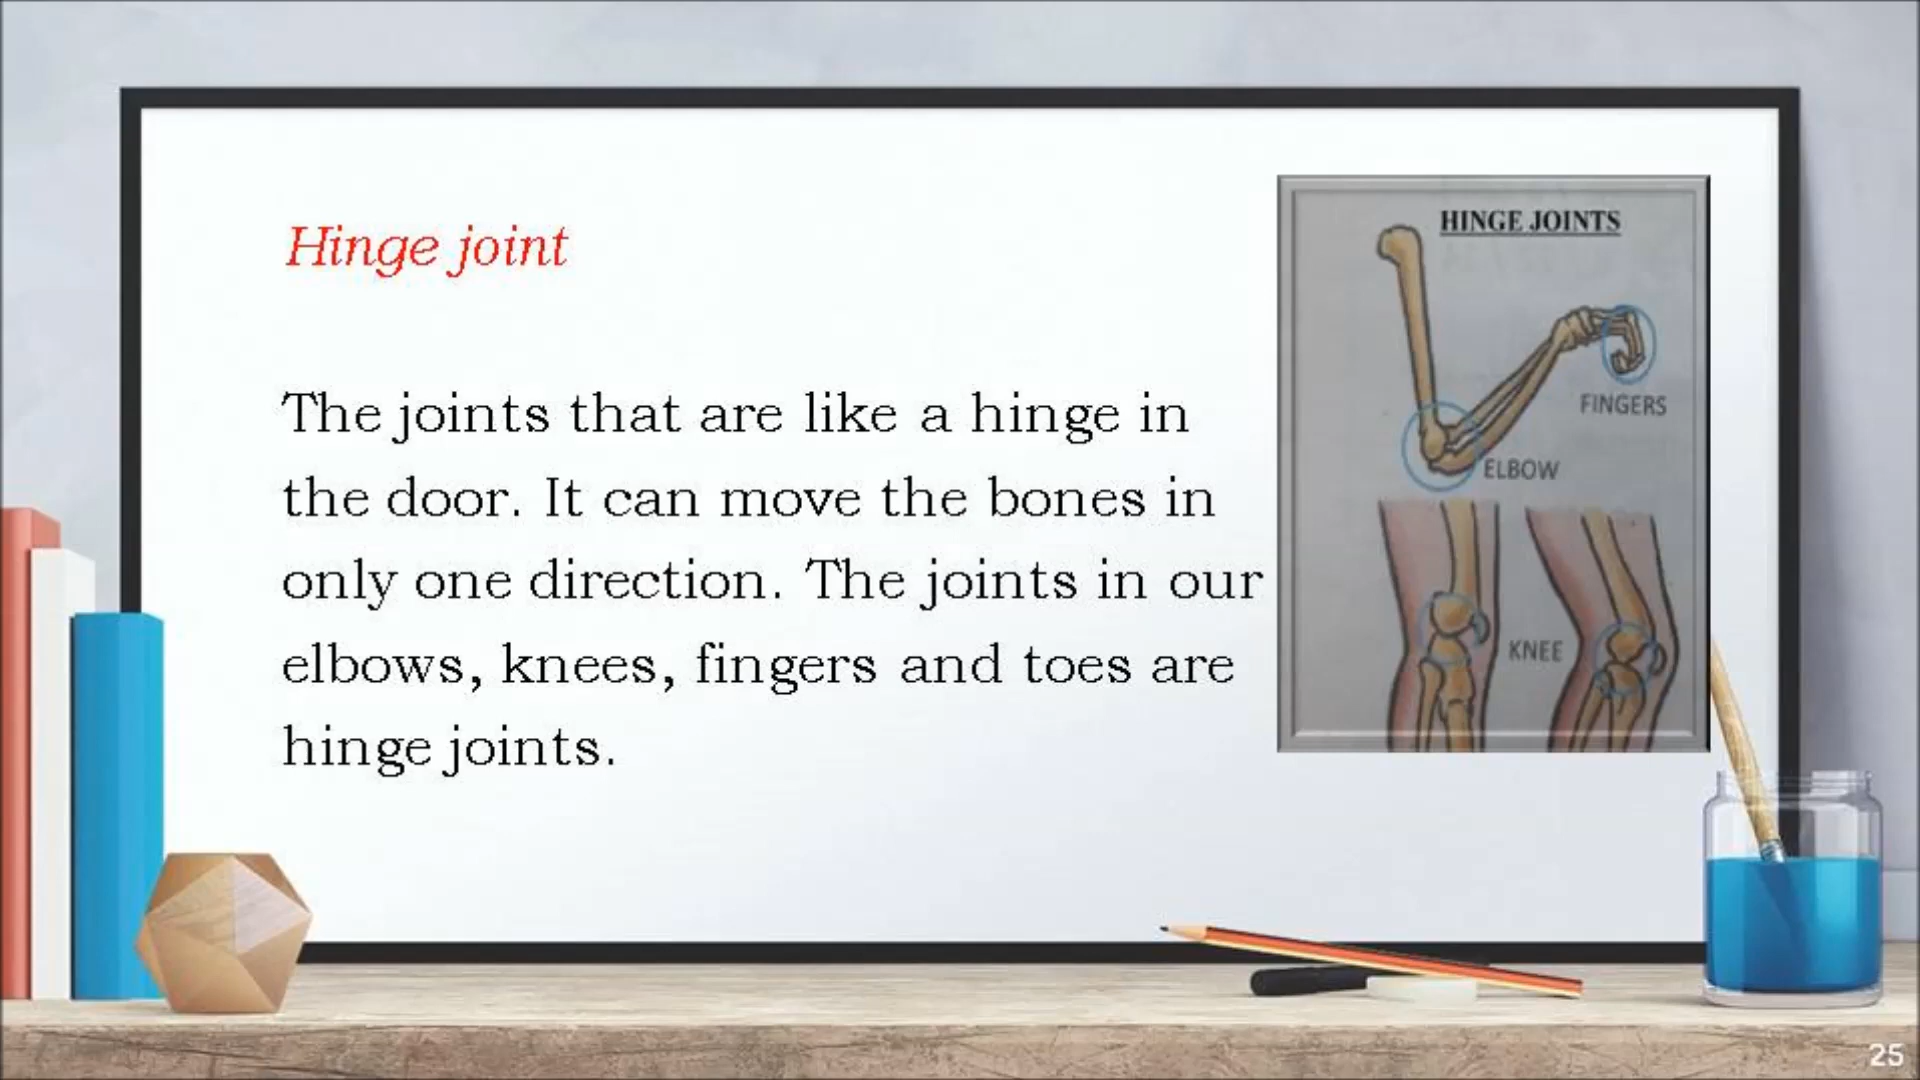 Hinge joint
The joints that are like a hinge in
the door. It can move the bones in
only one direction. The joints in our
elbows, knees, fingers and toes are
hinge joints.
HINGE JOINTS
FINGERS
ELBOW
KNEE
25